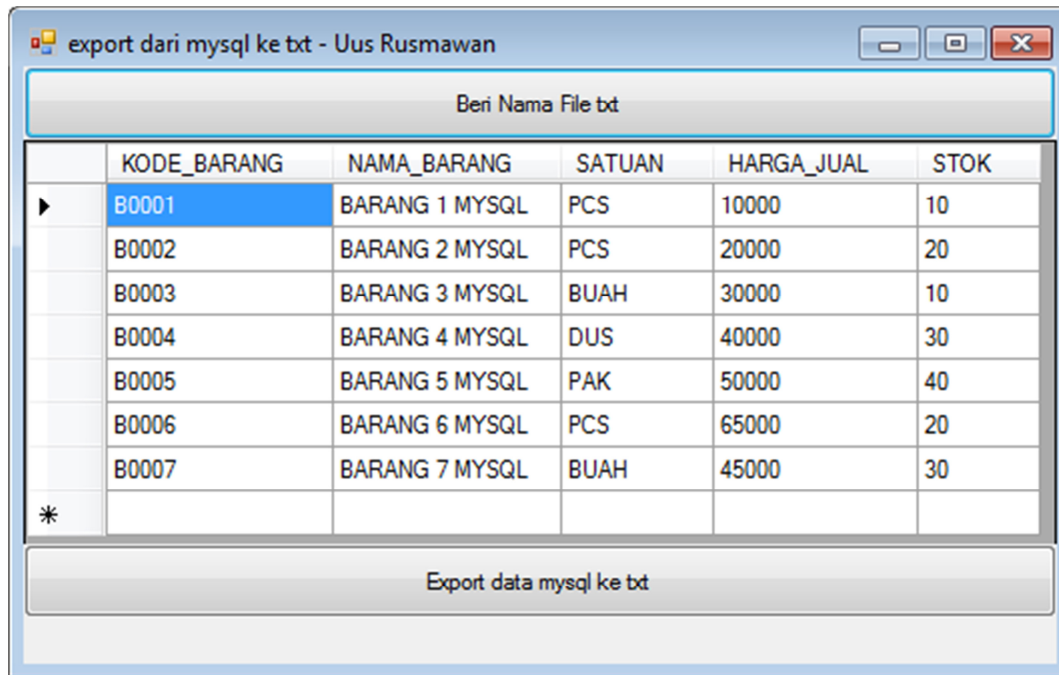 export dari mysql ke txt - Uus Rusmawan
Beri Nama File txt
KODE_BARANG NAMA_BARANG SATUAN HARGA_JUAL STOK
B0001 BARANG 1 MYSQL PCS 10000 10
B0002 BARANG 2 MYSQL PCS 20000 20
B0003 BARANG 3 MYSQL BUAH 30000 10
B0004 BARANG 4 MYSQL DUS 40000 30
B0005 BARANG 5 MYSQL PAK 50000 40
B0006 BARANG 6 MYSQL PCS 65000 20
B0007 BARANG 7 MYSQL BUAH 45000 30
Export data mysql ke txt